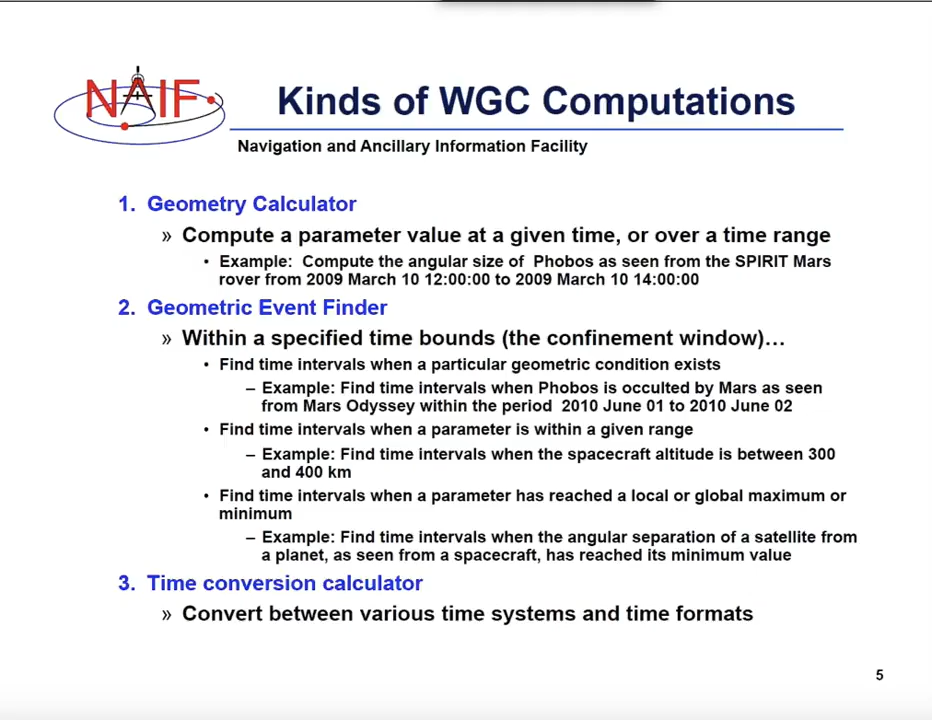 NAIF
Kinds of WGC Computations
Navigation and Ancillary Information Facility
1. Geometry Calculator
» Compute a parameter value at a given time, or over a time range
• Example: Compute the angular size of Phobos as seen from the SPIRIT Mars
rover from 2009 March 10 12:00:00 to 2009 March 10 14:00:00
2. Geometric Event Finder
» Within a specified time bounds (the confinement window)…
• Find time intervals when a particular geometric condition exists
– Example: Find time intervals when Phobos is occulted by Mars as seen
from Mars Odyssey within the period 2010 June 01 to 2010 June 02
• Find time intervals when a parameter is within a given range
– Example: Find time intervals when the spacecraft altitude is between 300
and 400 km
• Find time intervals when a parameter has reached a local or global maximum or
minimum
– Example: Find time intervals when the angular separation of a satellite from
a planet, as seen from a spacecraft, has reached its minimum value
3. Time conversion calculator
» Convert between various time systems and time formats
5